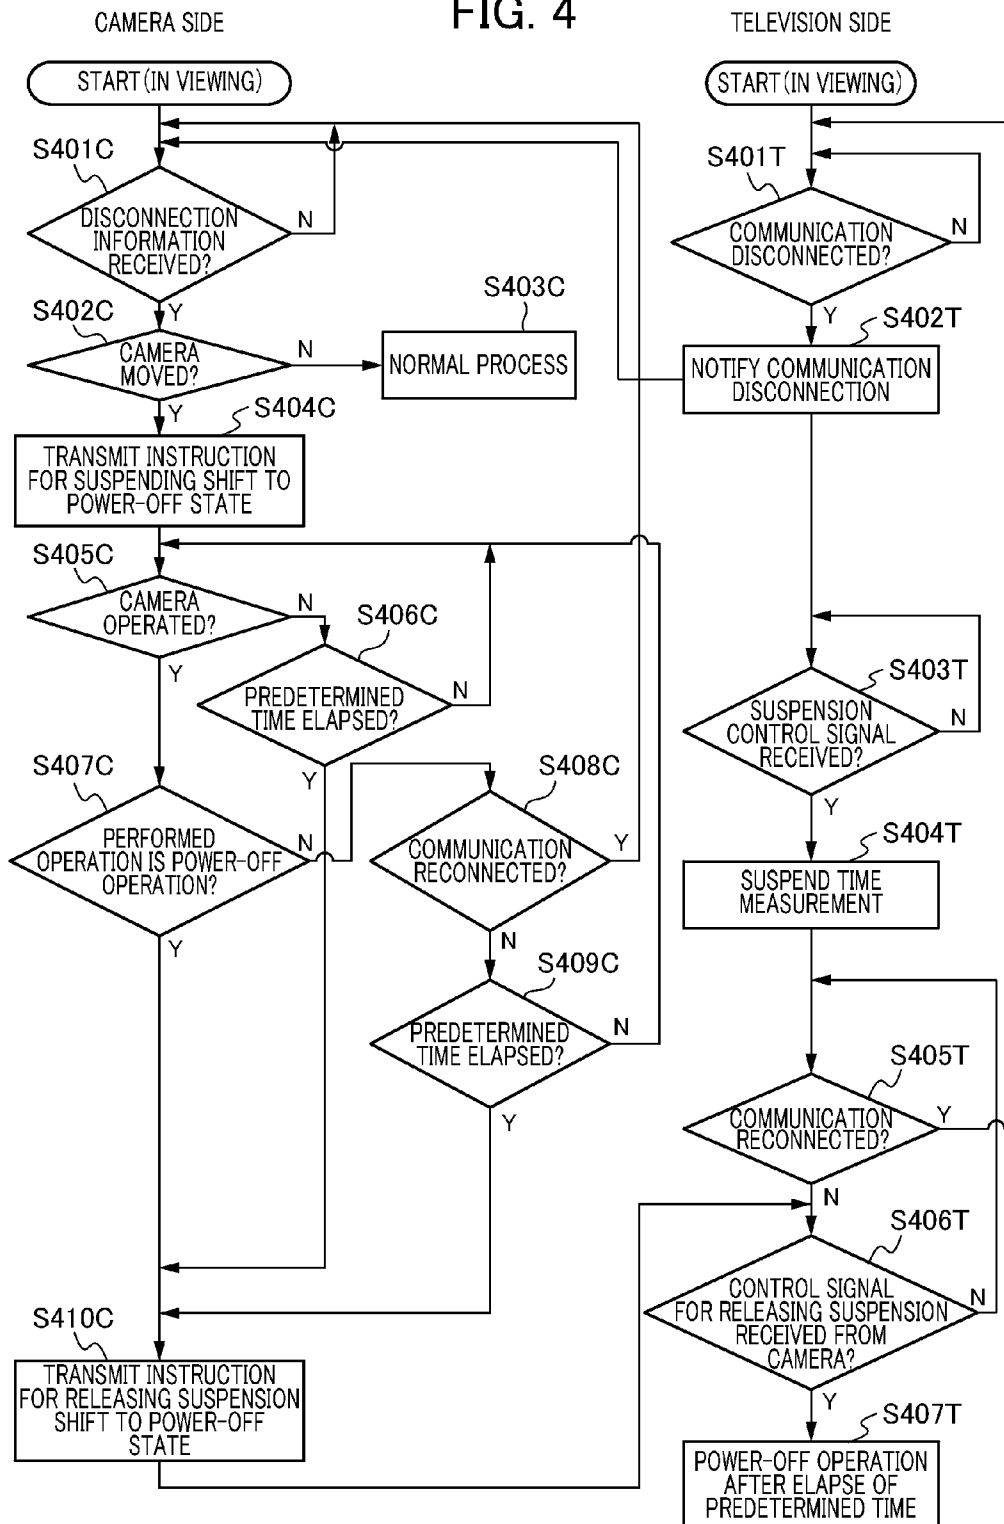 FIG. 4
CAMERA SIDE
START(IN VIEWING)
S401C
DISCONNECTION
INFORMATION
RECEIVED?
N
Y
S402C
CAMERA
MOVED?
N
Y
S403C
NORMAL PROCESS
S404C
TRANSMIT INSTRUCTION
FOR SUSPENDING SHIFT TO
POWER-OFF STATE
S405C
CAMERA
OPERATED?
N
Y
S406C
PREDETERMINED
TIME ELAPSED?
N
Y
S407C
PERFORMED
OPERATION IS POWER-OFF
OPERATION?
N
Y
S408C
COMMUNICATION
RECONNECTED?
Y
N
S409C
PREDETERMINED
TIME ELAPSED?
N
Y
S410C
TRANSMIT INSTRUCTION
FOR RELEASING SUSPENSION
SHIFT TO POWER-OFF
STATE
TELEVISION SIDE
START(IN VIEWING)
S401T
COMMUNICATION
DISCONNECTED?
N
Y
S402T
NOTIFY COMMUNICATION
DISCONNECTION
S403T
SUSPENSION
CONTROL SIGNAL
RECEIVED?
N
Y
S404T
SUSPEND TIME
MEASUREMENT
S405T
COMMUNICATION
RECONNECTED?
Y
N
S406T
CONTROL SIGNAL
FOR RELEASING SUSPENSION
RECEIVED FROM
CAMERA?
N
Y
S407T
POWER-OFF OPERATION
AFTER ELAPSE OF
PREDETERMINED TIME